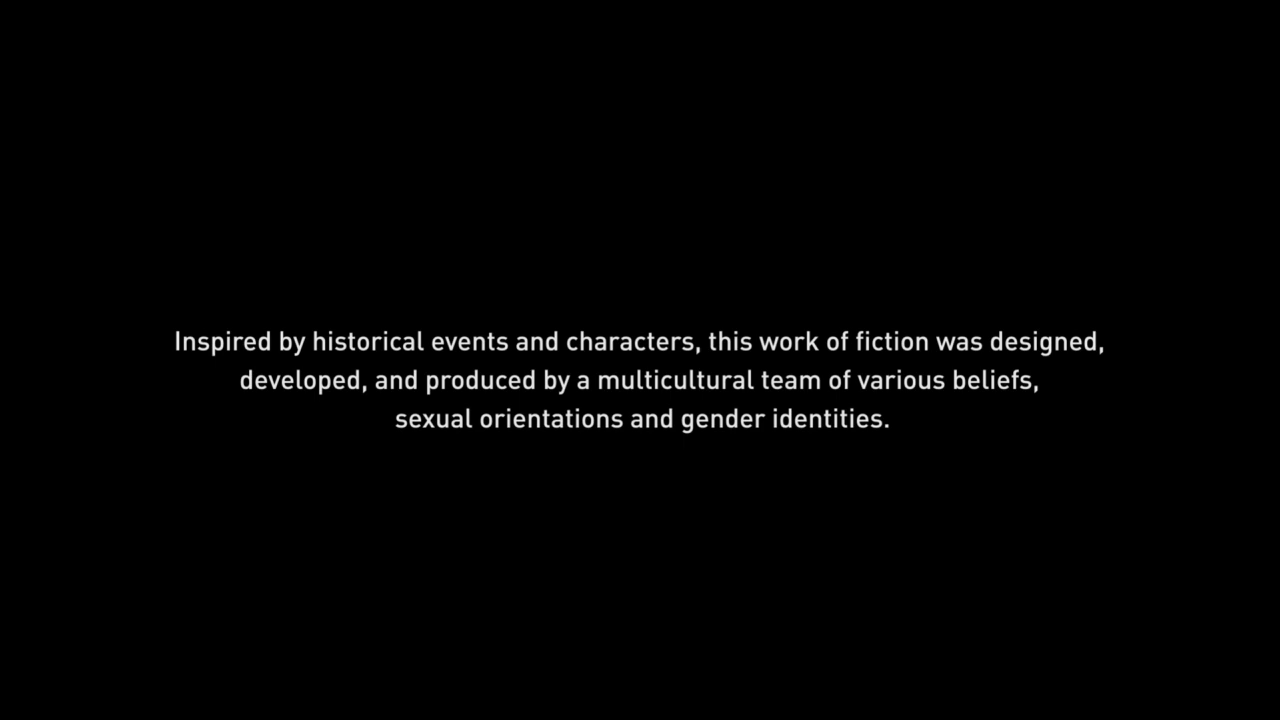 Inspired by historical events and characters, this work of fiction was designed,
developed, and produced by a multicultural team of various beliefs,
sexual orientations and gender identities.